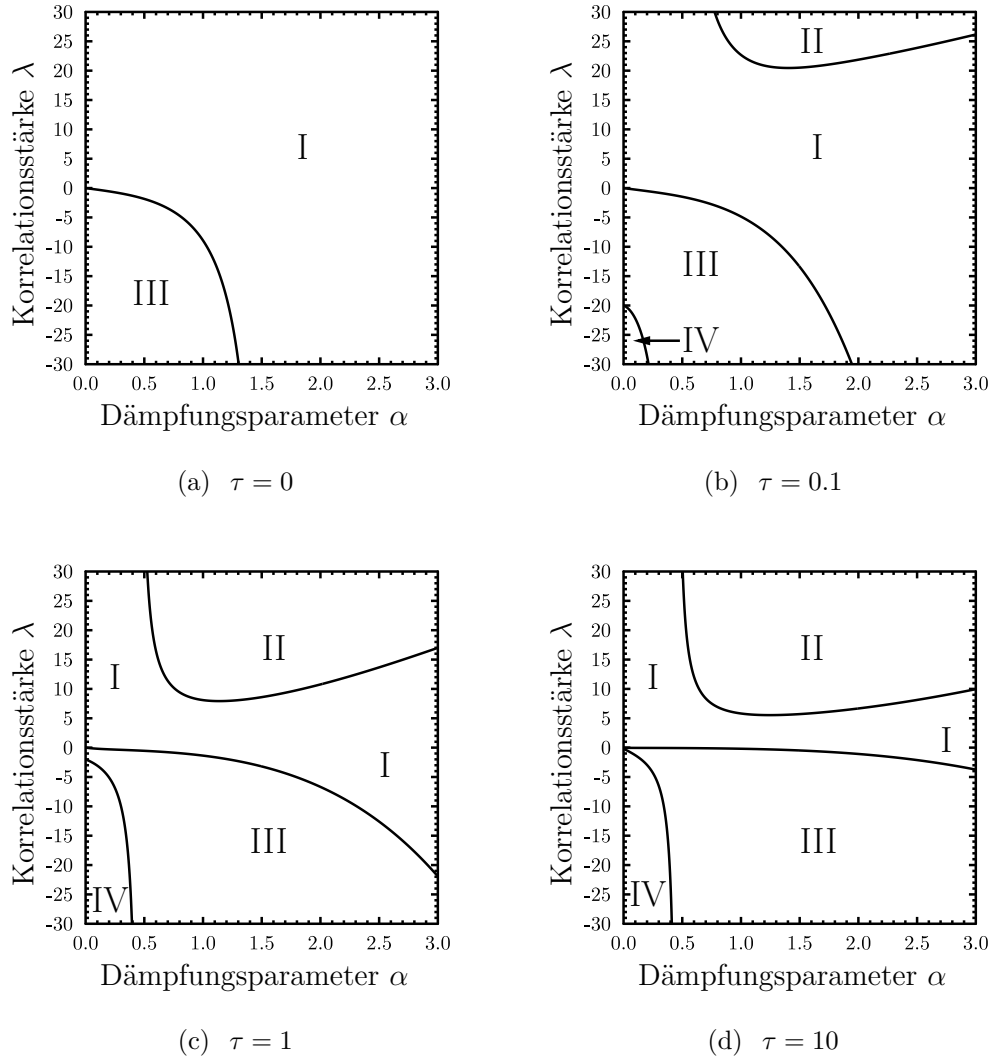 30
25
20
15
10
5
0
-5
-10
-15
-20
-25
-30
0.0 0.5 1.0 1.5 2.0 2.5 3.0
Korrelationsstärke λ
Dämpfungsparameter α
I
III
(a) τ = 0
30
25
20
15
10
5
0
-5
-10
-15
-20
-25
-30
0.0 0.5 1.0 1.5 2.0 2.5 3.0
Korrelationsstärke λ
Dämpfungsparameter α
II
I
III
IV
(b) τ = 0.1
30
25
20
15
10
5
0
-5
-10
-15
-20
-25
-30
0.0 0.5 1.0 1.5 2.0 2.5 3.0
Korrelationsstärke λ
Dämpfungsparameter α
II
I
I
III
IV
(c) τ = 1
30
25
20
15
10
5
0
-5
-10
-15
-20
-25
-30
0.0 0.5 1.0 1.5 2.0 2.5 3.0
Korrelationsstärke λ
Dämpfungsparameter α
II
I
I
III
IV
(d) τ = 10